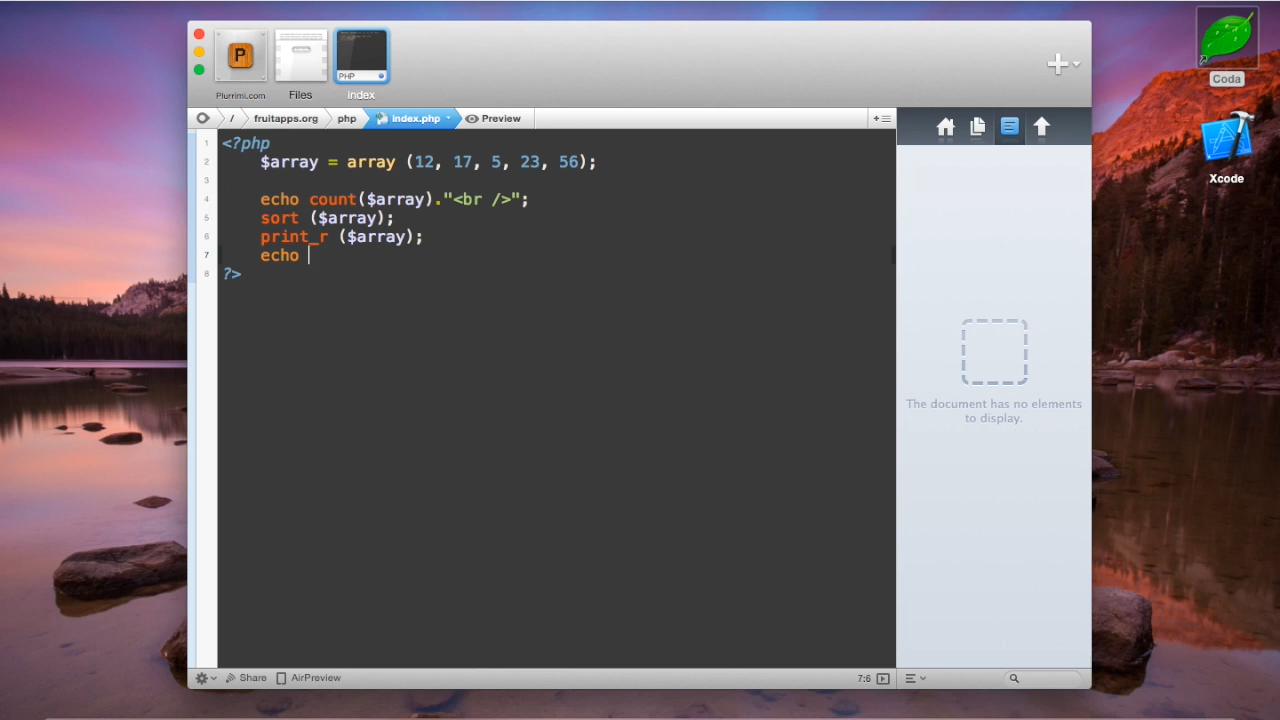 P
PHP
Plurrimi.com
Files
index
/
fruitapps.org
php
index.php
Preview
1 <?php
2 $array = array (12, 17, 5, 23, 56);
3
4 echo count($array)."<br />";
5 sort ($array);
6 print_r ($array);
7 echo
8 ?>
The document has no elements
to display.
Share
AirPreview
7:6
Coda
Xcode